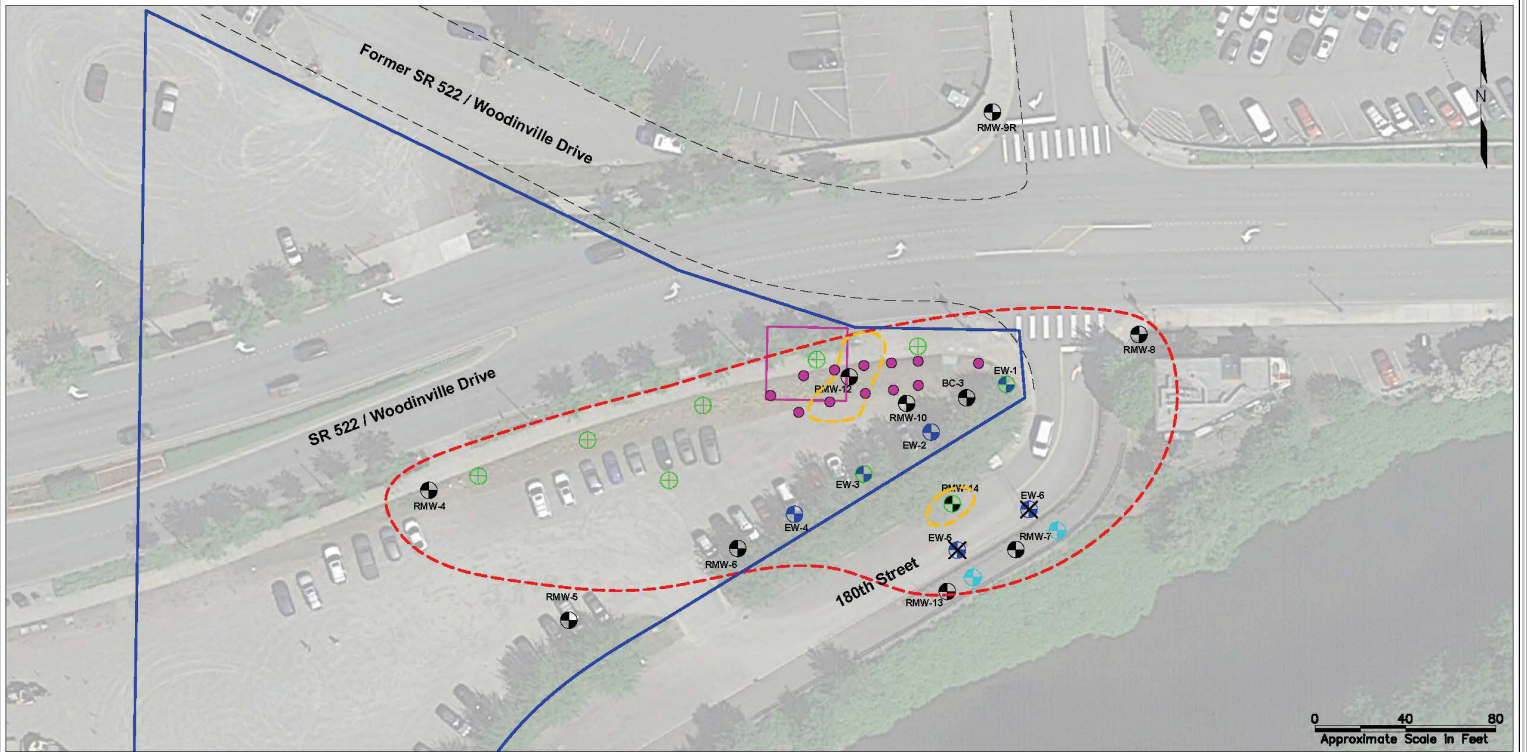 Former SR 522 / Woodinville Drive
RMW-9R
N
RMW-8
SR 522 / Woodinville Drive
RMW-12
EW-1
BC-3
RMW-10
EW-2
EW-3
RMW-4
RMW-14
EW-6
EW-4
EW-5
RMW-7
RMW-6
180th Street
RMW-5
RMW-13
0 40 80
Approximate Scale in Feet